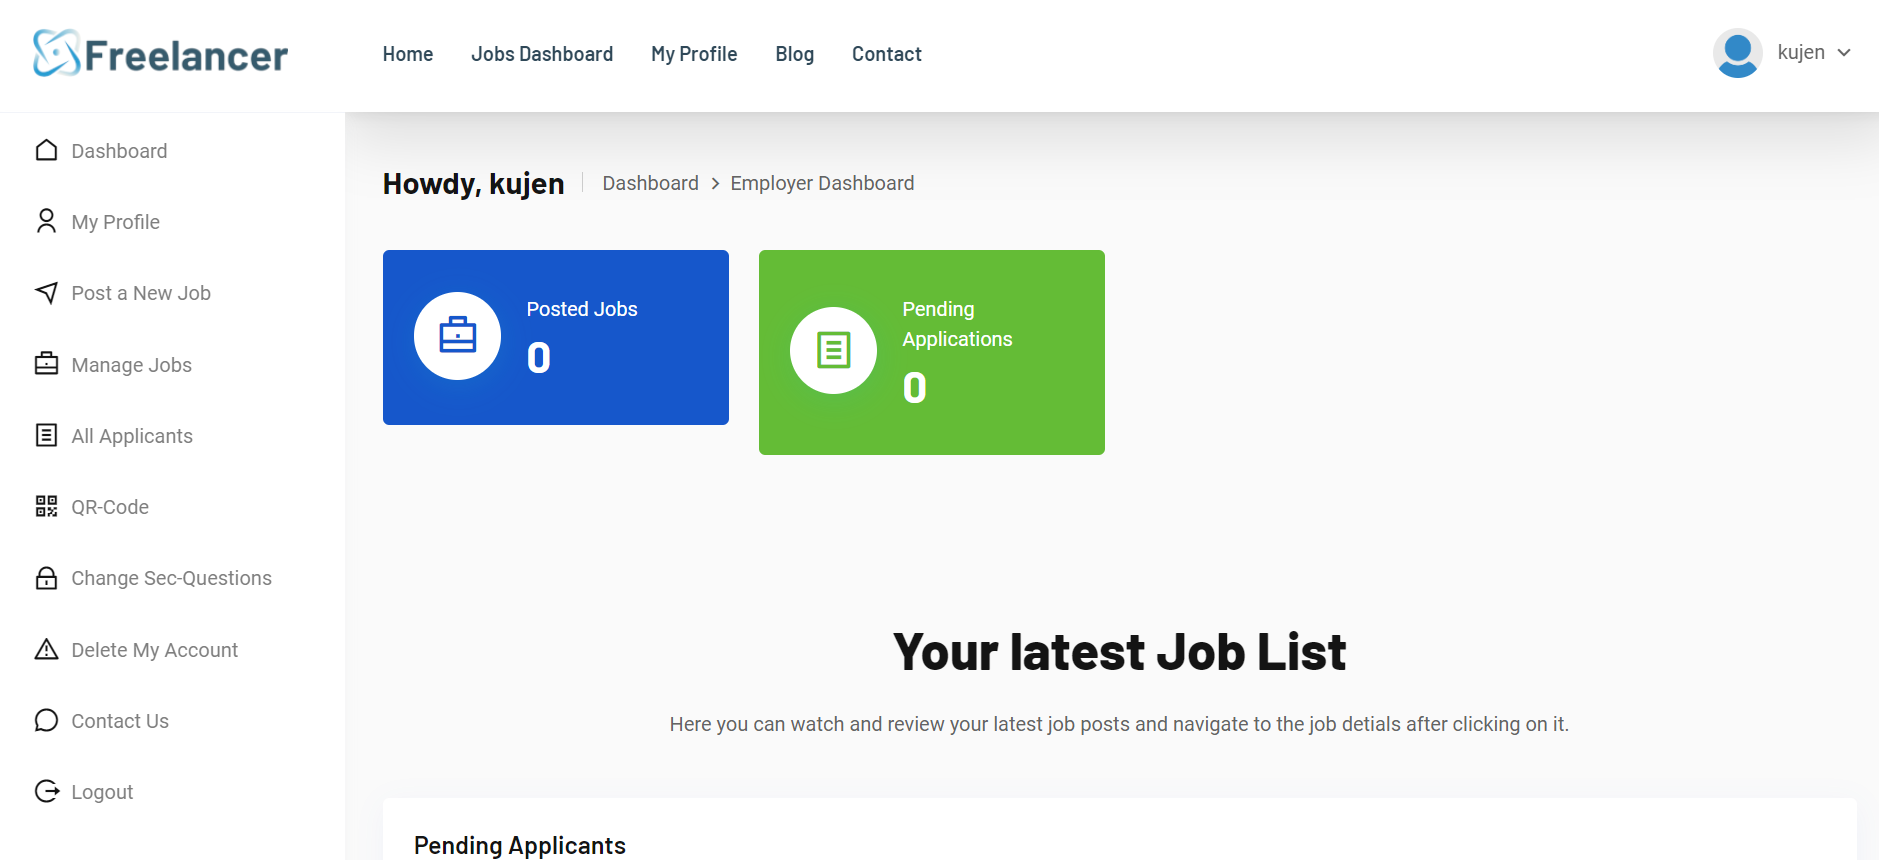 Freelancer
Home Jobs Dashboard My Profile Blog Contact
kujen
Dashboard
My Profile
Post a New Job
Manage Jobs
All Applicants
QR-Code
Change Sec-Questions
Delete My Account
Contact Us
Logout
Howdy, kujen Dashboard > Employer Dashboard
Posted Jobs
0
Pending
Applications
0
Your latest Job List
Here you can watch and review your latest job posts and navigate to the job detials after clicking on it.
Pending Applicants